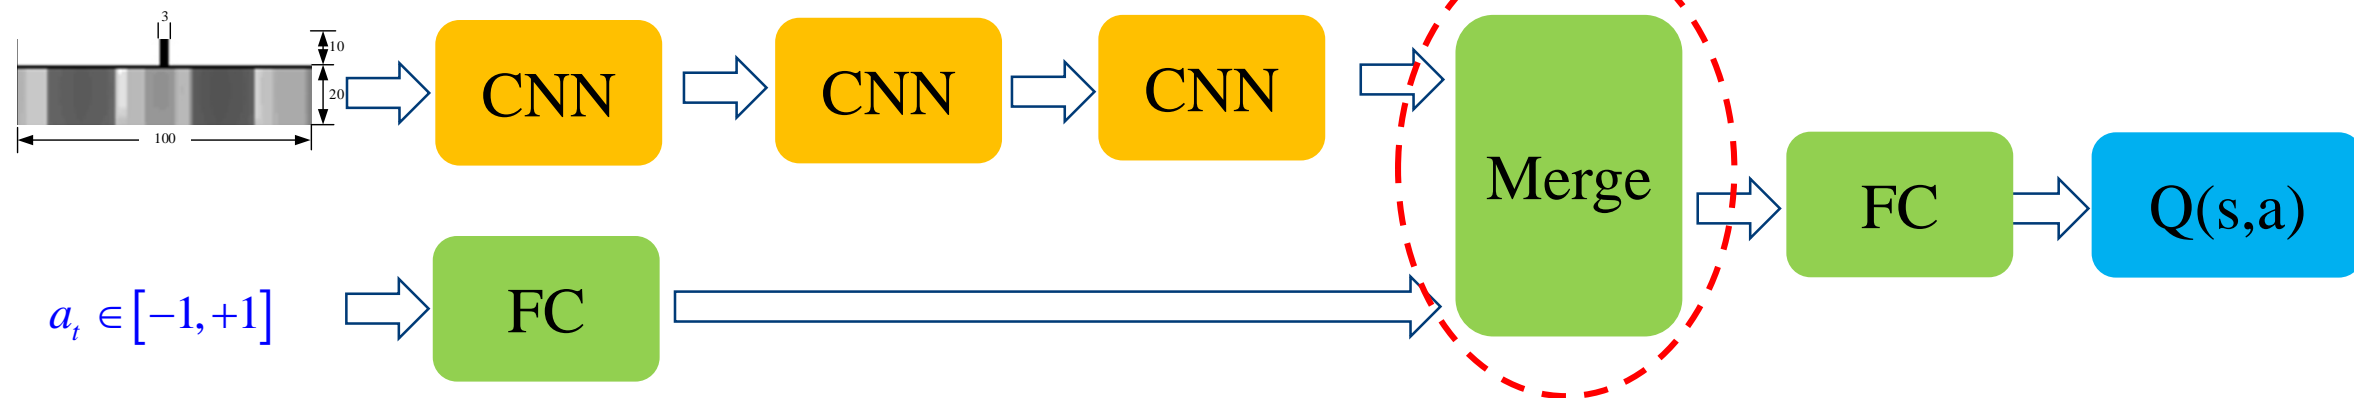 3
10
20
100
CNN
CNN
CNN
Merge
FC
Q(s,a)
a_t ∈ [−1,+1]
FC